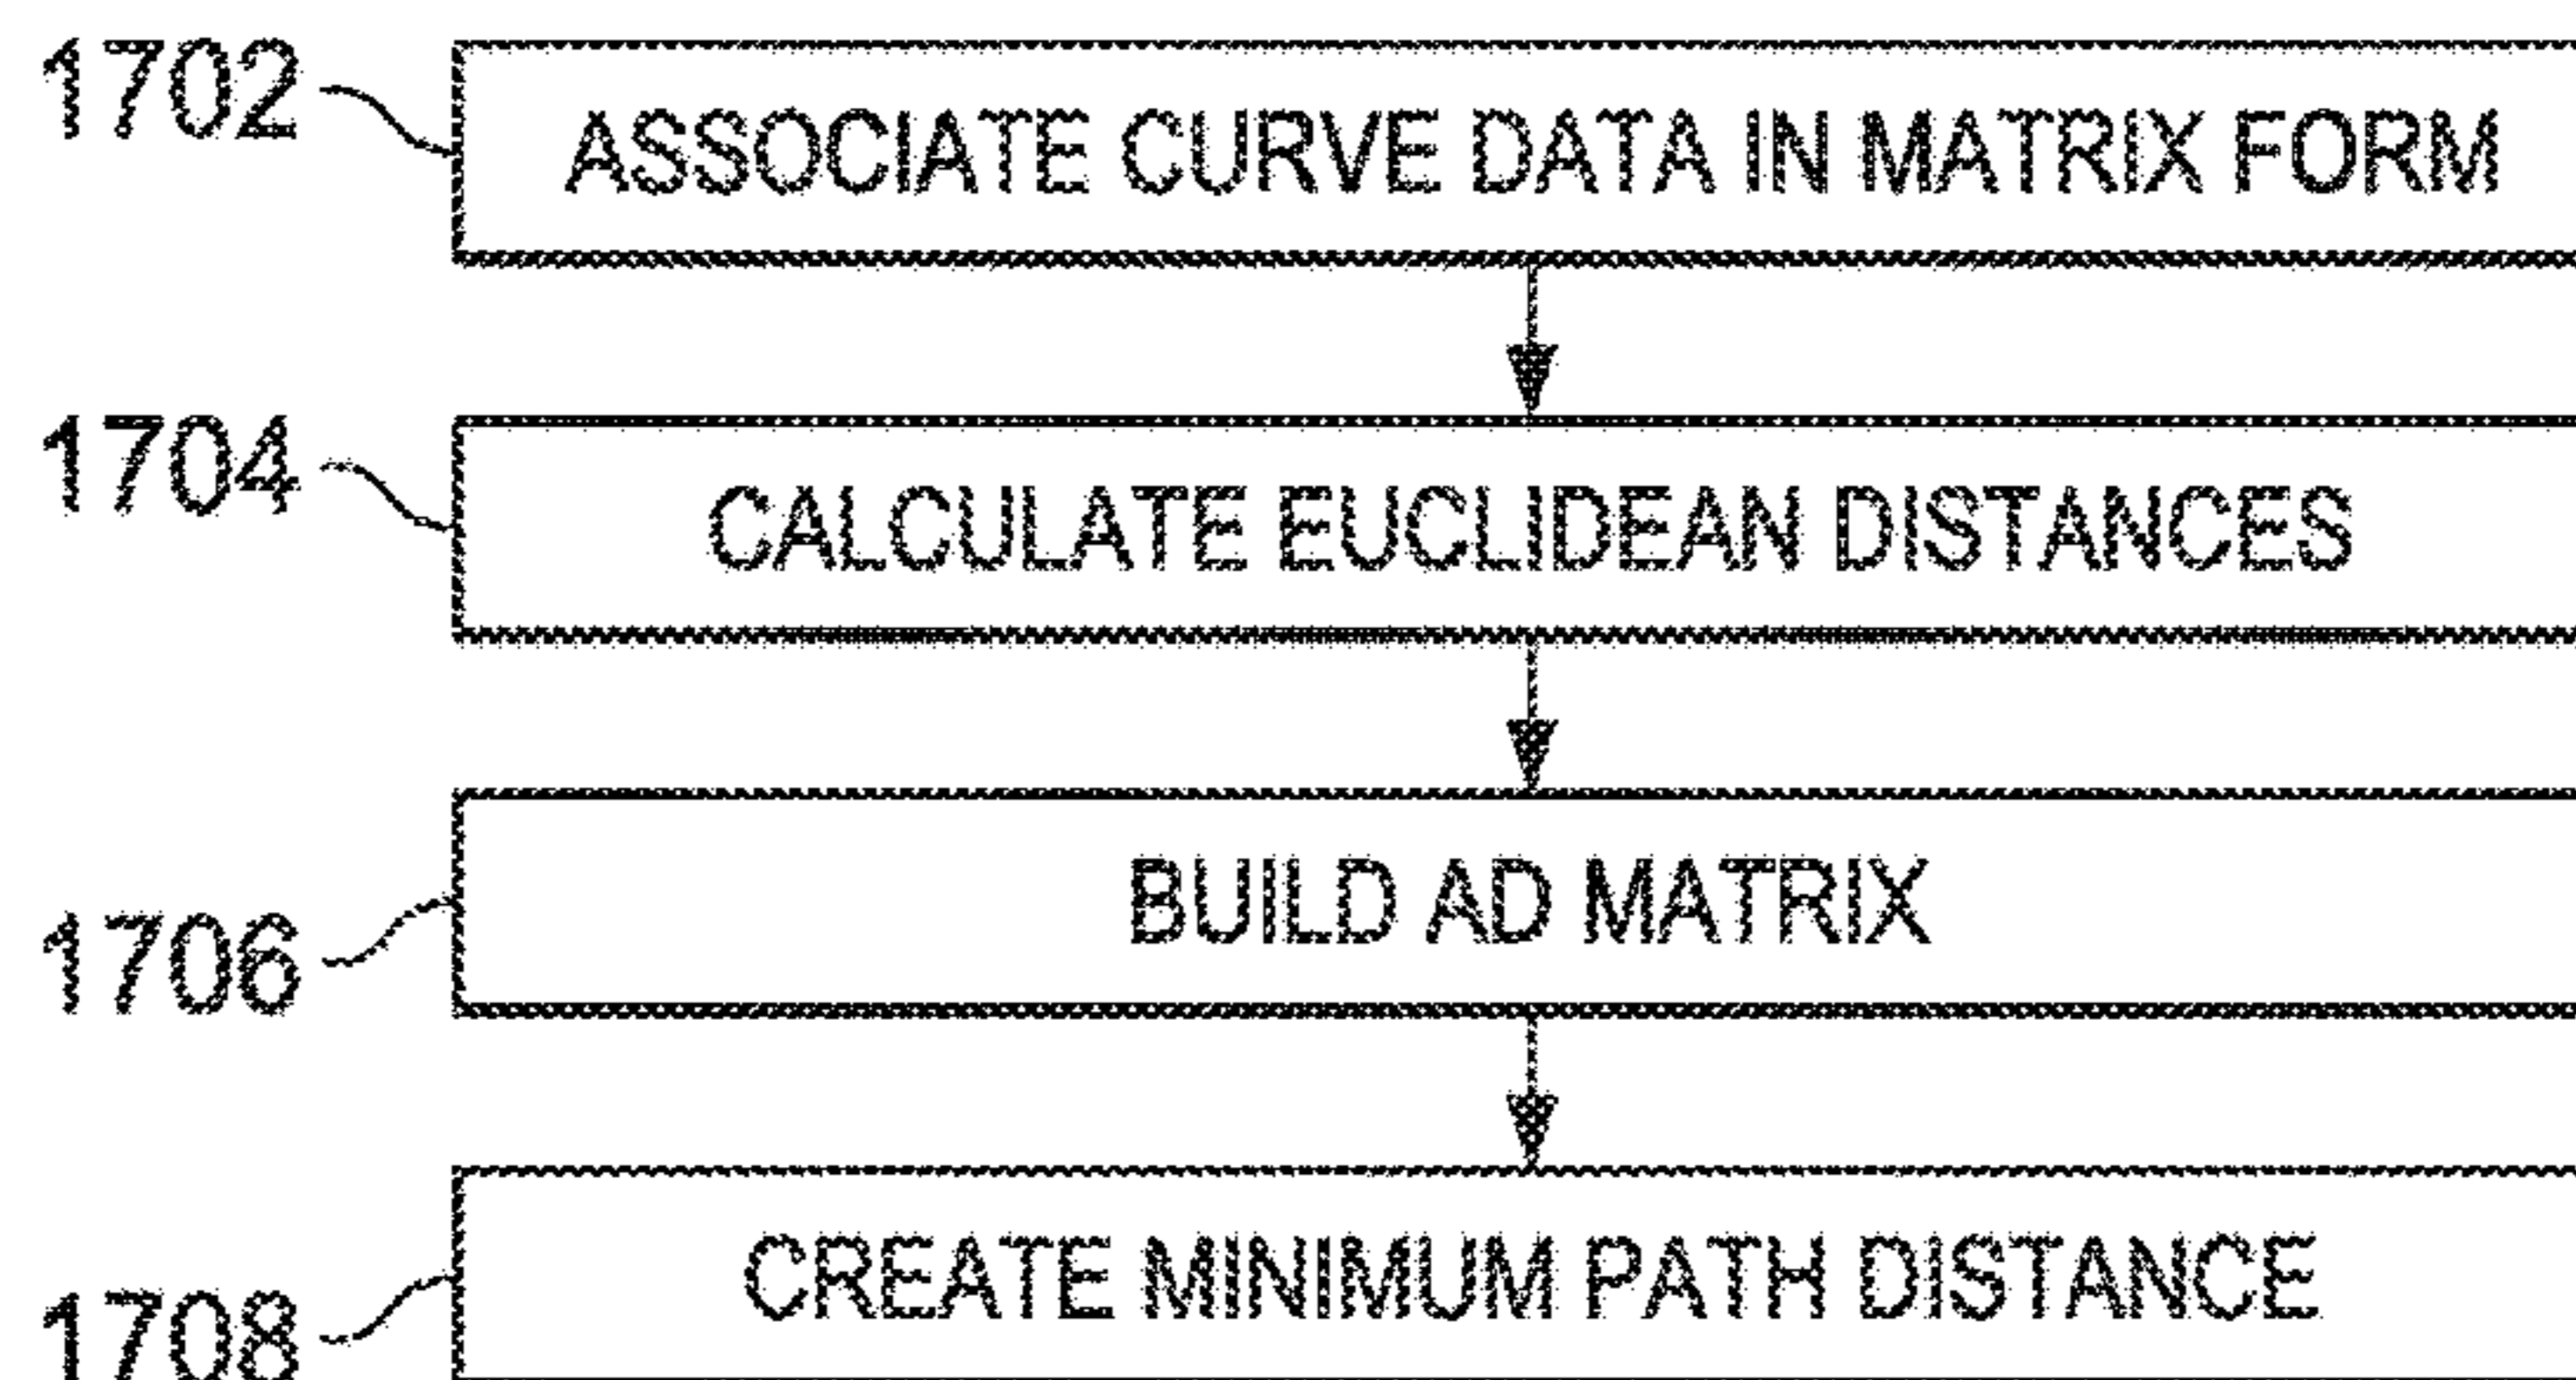 1702 ASSOCIATE CURVE DATA IN MATRIX FORM
1704 CALCULATE EUCLIDEAN DISTANCES
BUILD AD MATRIX
1706
CREATE MINIMUM PATH DISTANCE
1708